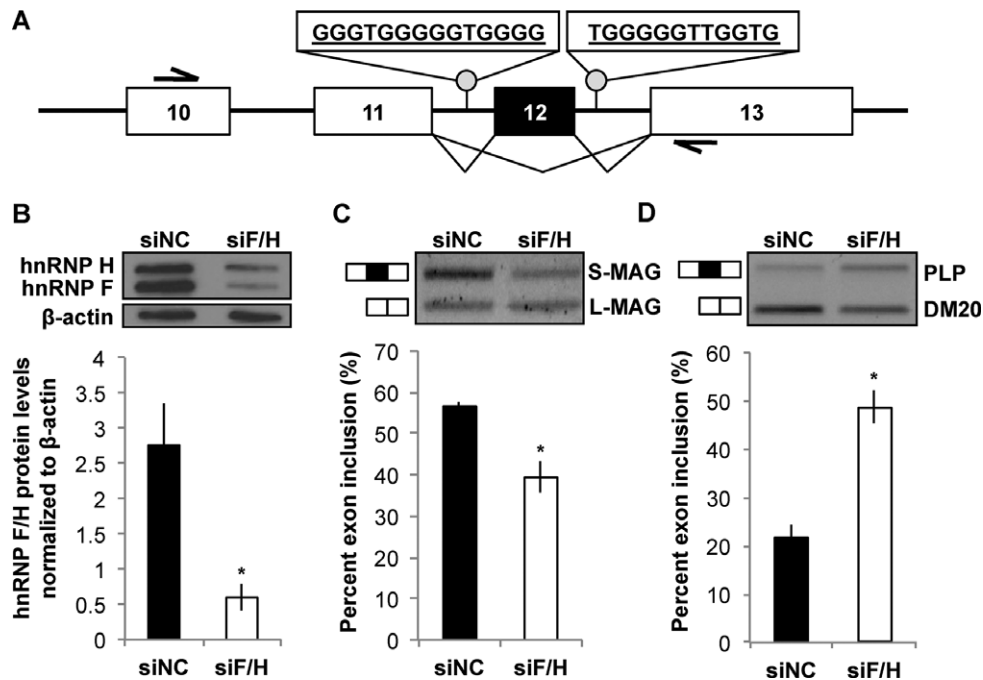 A
GGGTGGGGGTGGGG
TGGGGGTTGGTG
10
11
12
13
B
siNC siF/H
hnRNP H
hnRNP F
β-actin
hnRNP F/H protein levels
normalized to β-actin
4
3.5
3
2.5
2
1.5
1
0.5
0
*
siNC siF/H
C
siNC siF/H
S-MAG
L-MAG
Percent exon inclusion (%)
70
60
50
40
30
20
10
0
*
siNC siF/H
D
siNC siF/H
PLP
DM20
Percent exon inclusion (%)
60
50
40
30
20
10
0
*
siNC siF/H